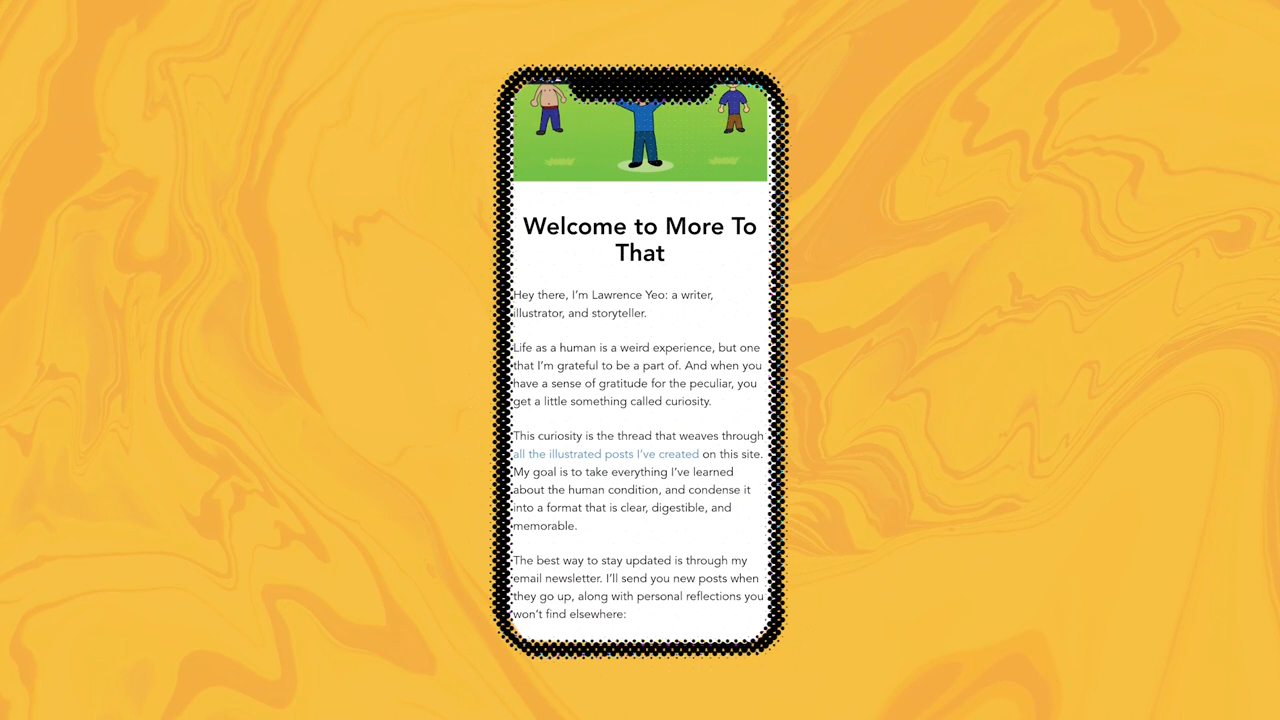 Welcome to More To
That
Hey there, I’m Lawrence Yeo: a writer,
illustrator, and storyteller.
Life as a human is a weird experience, but one
that I’m grateful to be a part of. And when you
have a sense of gratitude for the peculiar, you
get a little something called curiosity.
This curiosity is the thread that weaves through
all the illustrated posts I’ve created on this site.
My goal is to take everything I’ve learned
about the human condition, and condense it
into a format that is clear, digestible, and
memorable.
The best way to stay updated is through my
email newsletter. I’ll send you new posts when
they go up, along with personal reflections you
won’t find elsewhere: